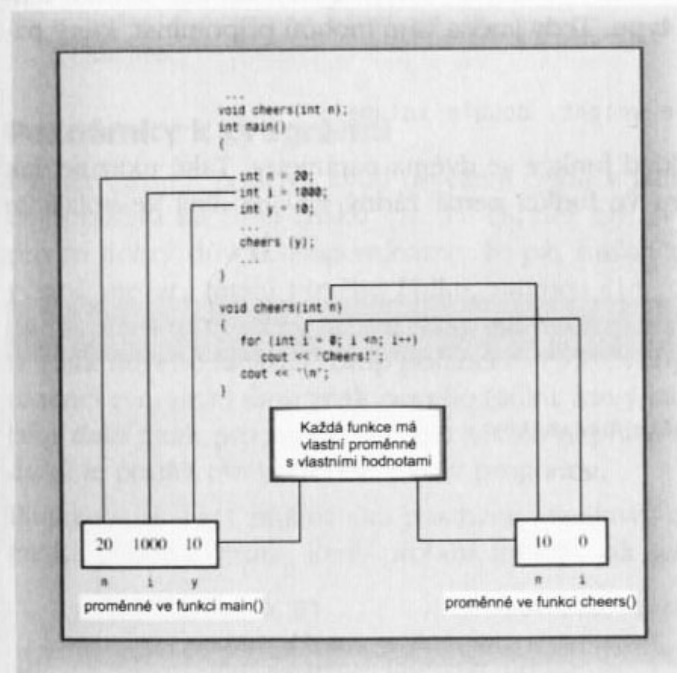 ...
void cheers(int n);
int main()
{
int n = 20;
int i = 1000;
int y = 10;
...
cheers (y);
...
}
void cheers(int n)
{
for (int i = 0; i <n; i++)
cout << "Cheers!";
cout << "\n";
}
Každá funkce má
vlastní proměnné
s vlastními hodnotami
20 1000 10
n i y
proměnné ve funkci main()
10 0
n i
proměnné ve funkci cheers()